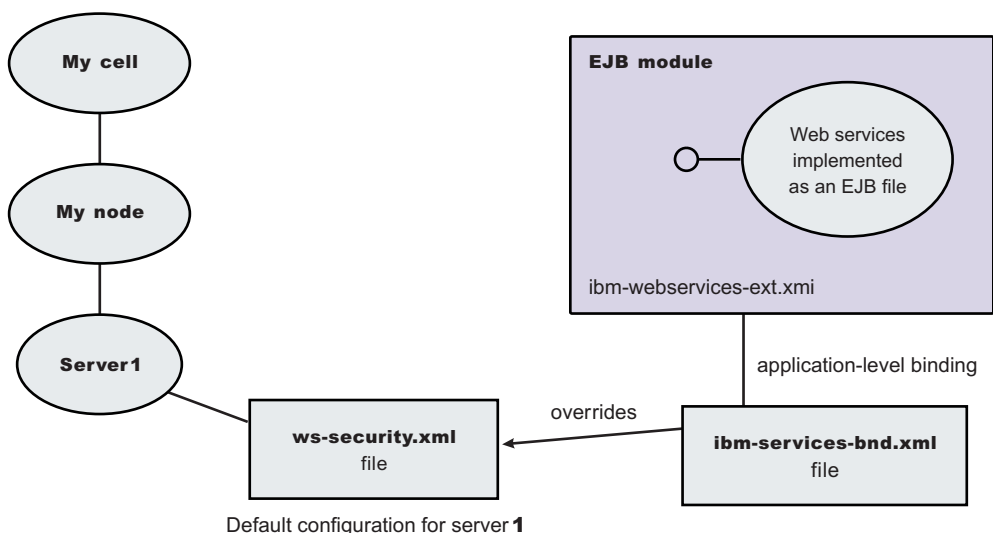 My cell
My node
Server1
EJB module
Web services
implemented
as an EJB file
ibm-webservices-ext.xmi
application-level binding
overrides
ws-security.xml
file
ibm-services-bnd.xml
file
Default configuration for server1